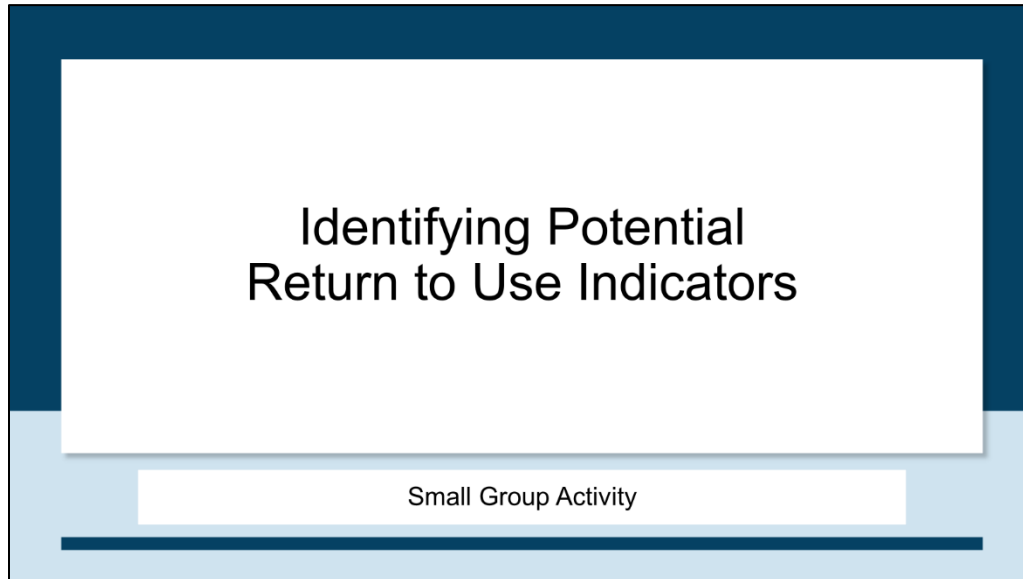 Identifying Potential
Return to Use Indicators
Small Group Activity